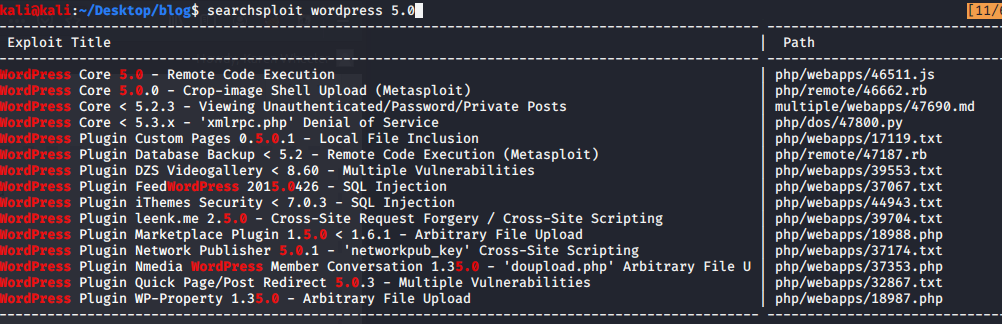 kali@kali:~/Desktop/blog$ searchsploit wordpress 5.0
[11/6
Exploit Title | Path
WordPress Core 5.0 - Remote Code Execution | php/webapps/46511.js
WordPress Core 5.0.0 - Crop-image Shell Upload (Metasploit) | php/remote/46662.rb
WordPress Core < 5.2.3 - Viewing Unauthenticated/Password/Private Posts | multiple/webapps/47690.md
WordPress Core < 5.3.x - 'xmlrpc.php' Denial of Service | php/dos/47800.py
WordPress Plugin Custom Pages 0.5.0.1 - Local File Inclusion | php/webapps/17119.txt
WordPress Plugin Database Backup < 5.2 - Remote Code Execution (Metasploit) | php/remote/47187.rb
WordPress Plugin DZS Videogallery < 8.60 - Multiple Vulnerabilities | php/webapps/39553.txt
WordPress Plugin FeedWordPress 2015.0426 - SQL Injection | php/webapps/37067.txt
WordPress Plugin iThemes Security < 7.0.3 - SQL Injection | php/webapps/44943.txt
WordPress Plugin leenk.me 2.5.0 - Cross-Site Request Forgery / Cross-Site Scripting | php/webapps/39704.txt
WordPress Plugin Marketplace Plugin 1.5.0 < 1.6.1 - Arbitrary File Upload | php/webapps/18988.php
WordPress Plugin Network Publisher 5.0.1 - 'networkpub_key' Cross-Site Scripting | php/webapps/37174.txt
WordPress Plugin Nmedia WordPress Member Conversation 1.35.0 - 'doupload.php' Arbitrary File U | php/webapps/37353.php
WordPress Plugin Quick Page/Post Redirect 5.0.3 - Multiple Vulnerabilities | php/webapps/32867.txt
WordPress Plugin WP-Property 1.35.0 - Arbitrary File Upload | php/webapps/18987.php